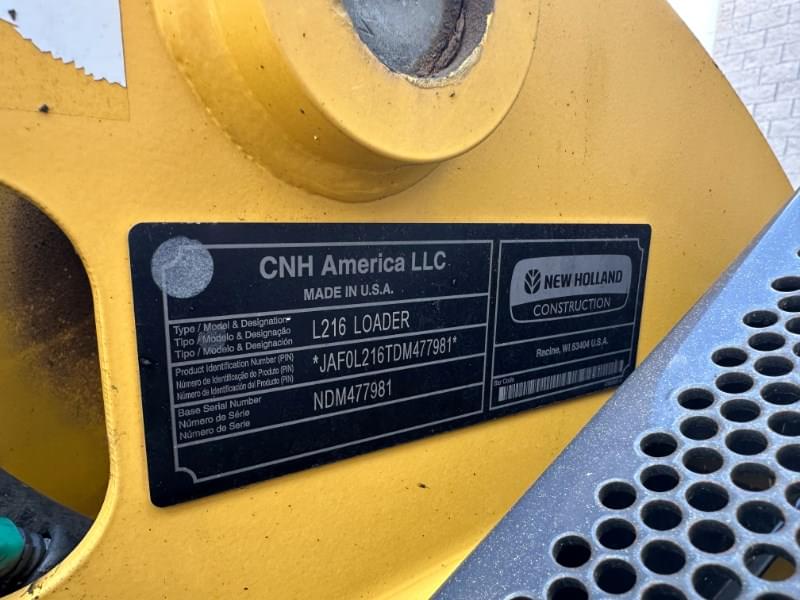 CNH America LLC
MADE IN U.S.A.
Type / Model & Designation
Tipo / Modelo & Designação
Tipo / Modelo & Designación
L216 LOADER
Product Identification Number (PIN)
Número de Identificação do Produto (PIN)
Número de Identificación del Producto (PIN)
*JAF0L216TDM477981*
Base Serial Number
Número de Série
Número de Serie
NDM477981
NEW HOLLAND
CONSTRUCTION
Racine, WI 53404 U.S.A.
Bar Code